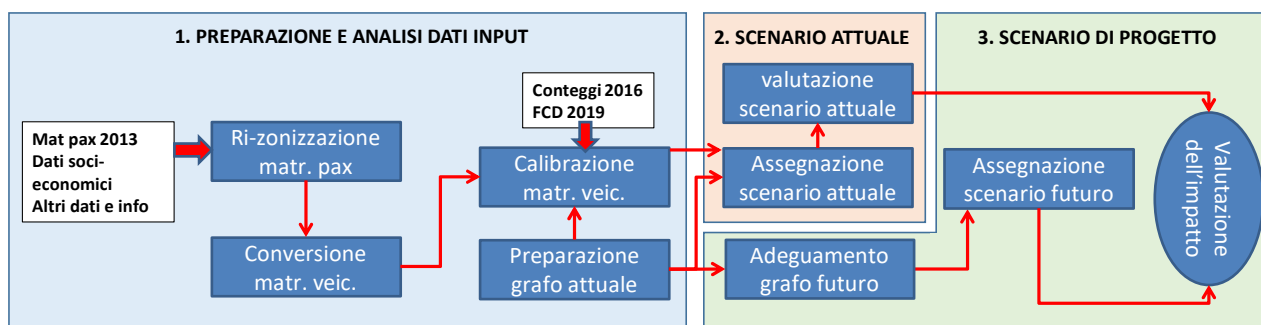 1. PREPARAZIONE E ANALISI DATI INPUT
Mat pax 2013
Dati soci-
economici
Altri dati e info
Ri-zonizzazione
matr. pax
Conversione
matr. veic.
Conteggi 2016
FCD 2019
Calibrazione
matr. veic.
Preparazione
grafo attuale
2. SCENARIO ATTUALE
valutazione
scenario attuale
Assegnazione
scenario attuale
3. SCENARIO DI PROGETTO
Adeguamento
grafo futuro
Assegnazione
scenario futuro
Valutazione
dell'impatto